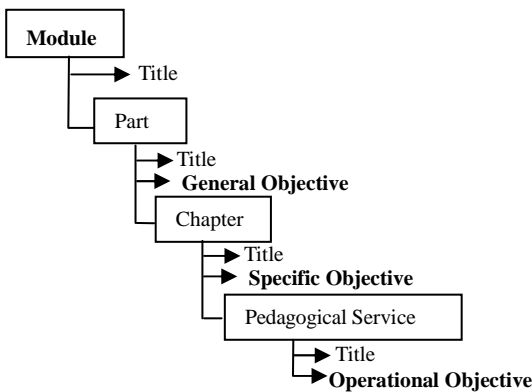 Module
Title
Part
Title
General Objective
Chapter
Title
Specific Objective
Pedagogical Service
Title
Operational Objective